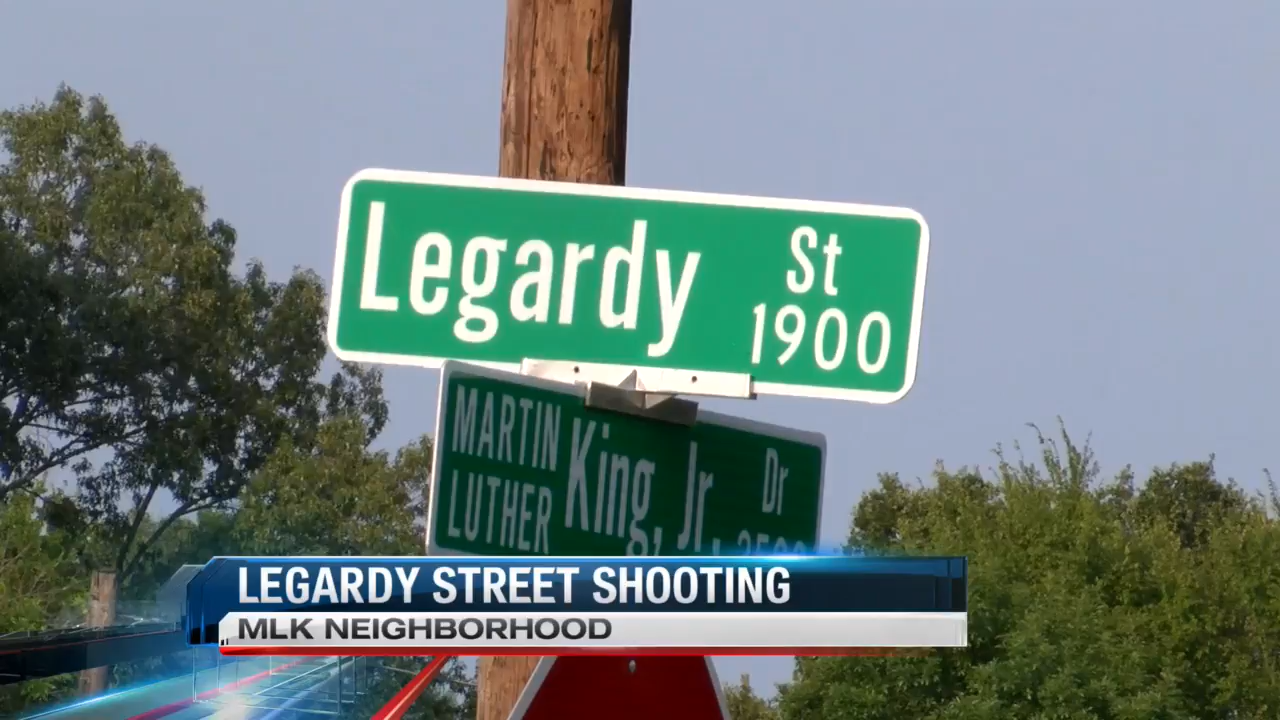 Legardy St
1900
MARTIN LUTHER King, Jr. Dr
LEGARDY STREET SHOOTING
MLK NEIGHBORHOOD